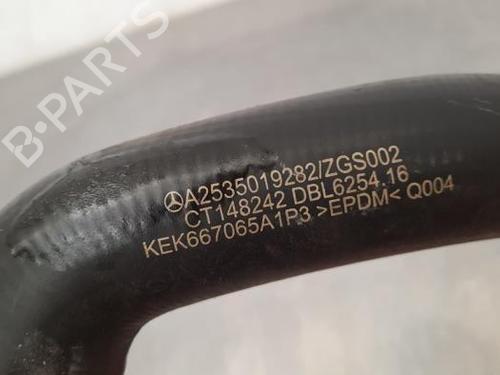 A2535019282/ZGS002
CT148242 DBL6254.16
KEK667065A1P3 >EPDM< Q004
B-PARTS